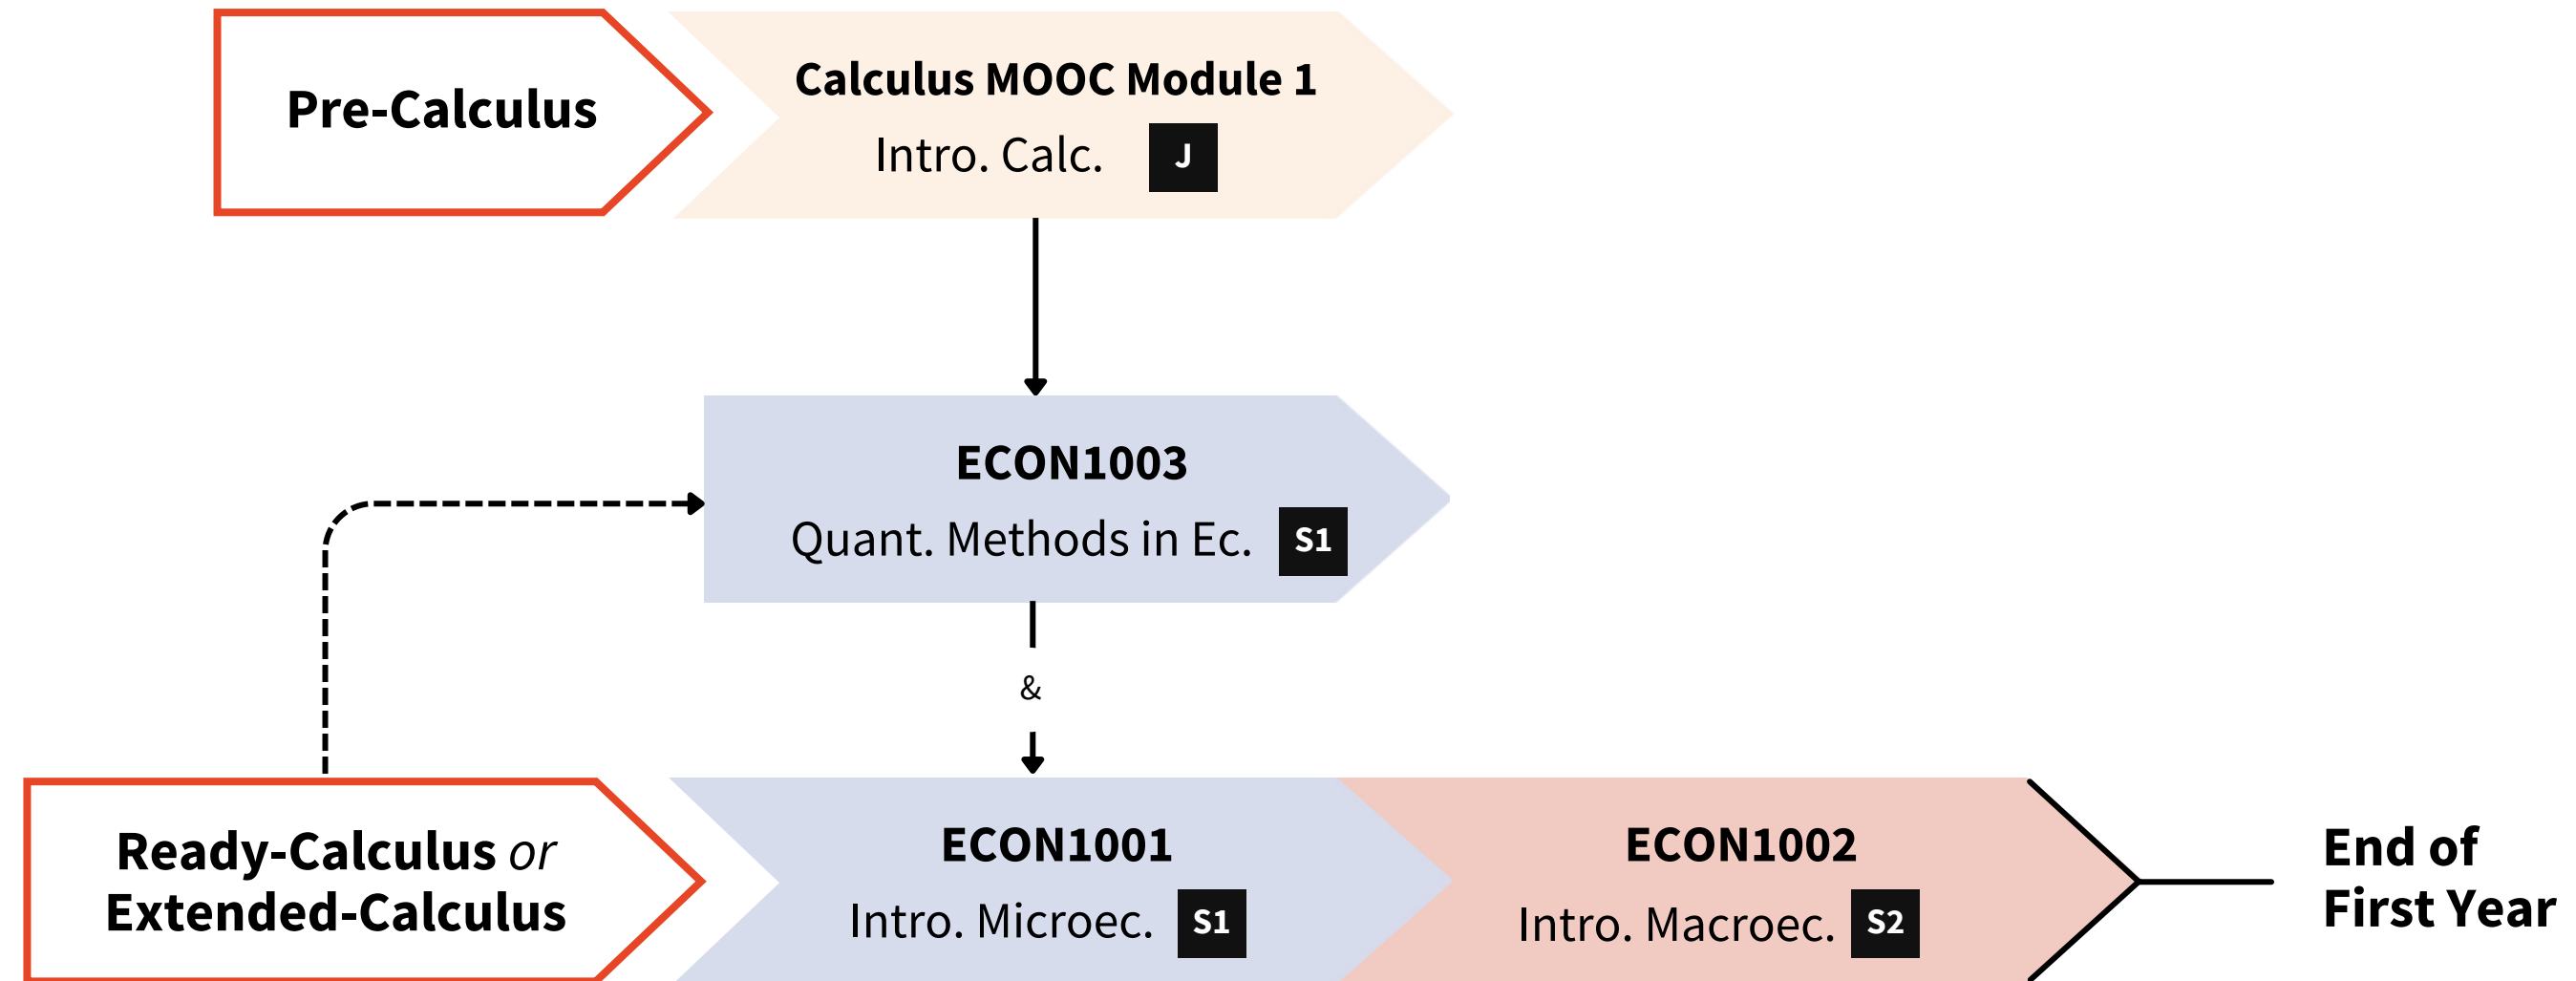 Pre-Calculus
Calculus MOOC Module 1
Intro. Calc. J
ECON1003
Quant. Methods in Ec. S1
&
Ready-Calculus or
Extended-Calculus
ECON1001
Intro. Microec. S1
ECON1002
Intro. Macroec. S2
End of
First Year